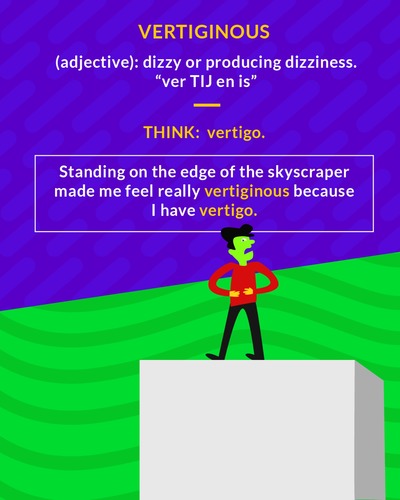 VERTIGINOUS
(adjective): dizzy or producing dizziness.
“ver TIJ en is”
THINK: vertigo.
Standing on the edge of the skyscraper
made me feel really vertiginous because
I have vertigo.